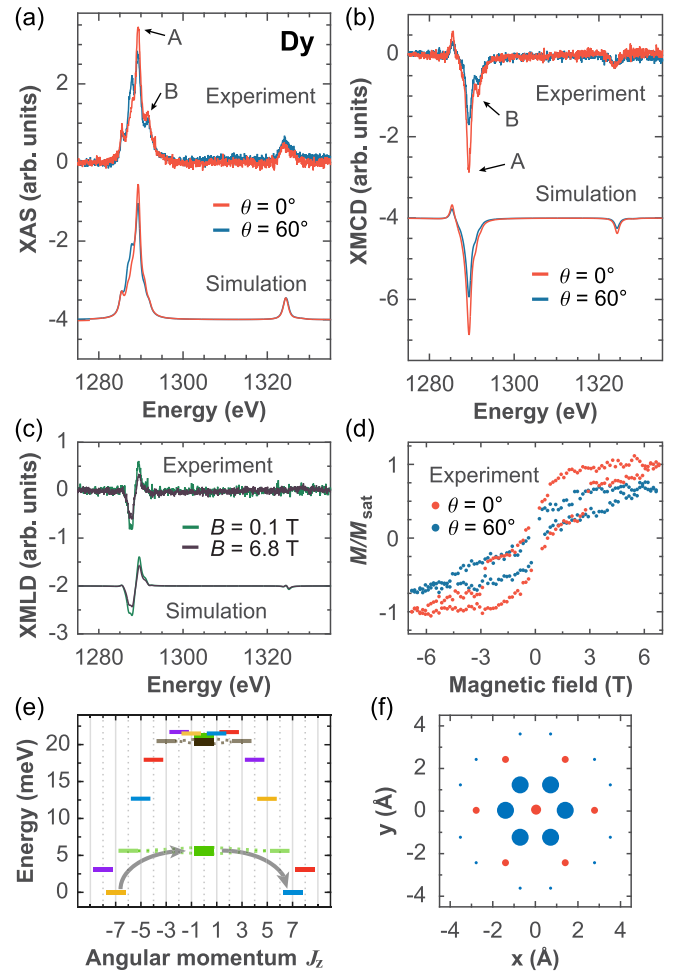 (a)
Dy
A
B
Experiment
θ = 0°
θ = 60°
Simulation
XAS (arb. units)
2
0
-2
-4
1280
1300
1320
Energy (eV)
(b)
B
Experiment
A
Simulation
θ = 0°
θ = 60°
XMCD (arb. units)
0
-2
-4
-6
1280
1300
1320
Energy (eV)
(c)
Experiment
B = 0.1 T
B = 6.8 T
Simulation
XMLD (arb. units)
1
0
-1
-2
-3
1280
1300
1320
Energy (eV)
(d)
Experiment
θ = 0°
θ = 60°
M/Msat
1
0
-1
-6
-3
0
3
6
Magnetic field (T)
(e)
Energy (meV)
20
15
10
5
0
-7
-5
-3
-1
1
3
5
7
Angular momentum Jz
(f)
y (Å)
4
2
0
-2
-4
-4
-2
0
2
4
x (Å)